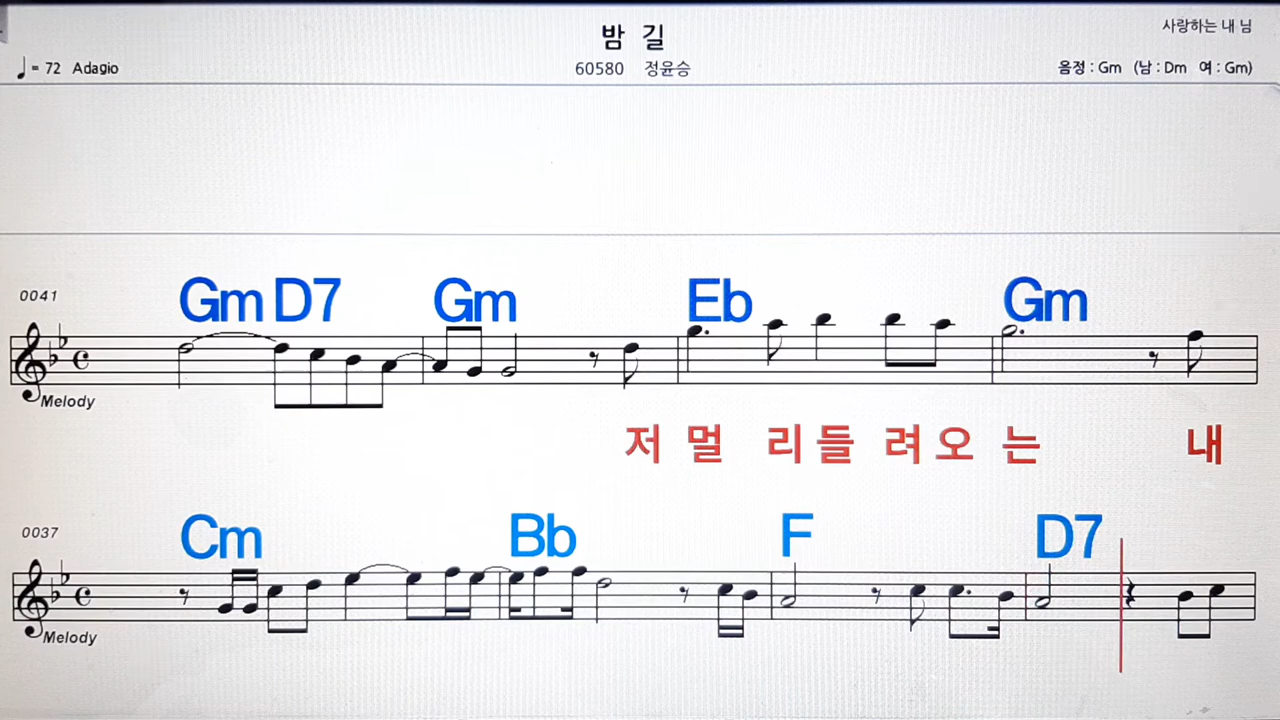 밤 길
사랑하는 내 님
♩= 72 Adagio
60580 정윤승
음정 : Gm (남 : Dm 여 : Gm)
0041
Gm D7 Gm Eb Gm
Melody
저 멀 리 들 려 오 는 내
0037
Cm Bb F D7
Melody